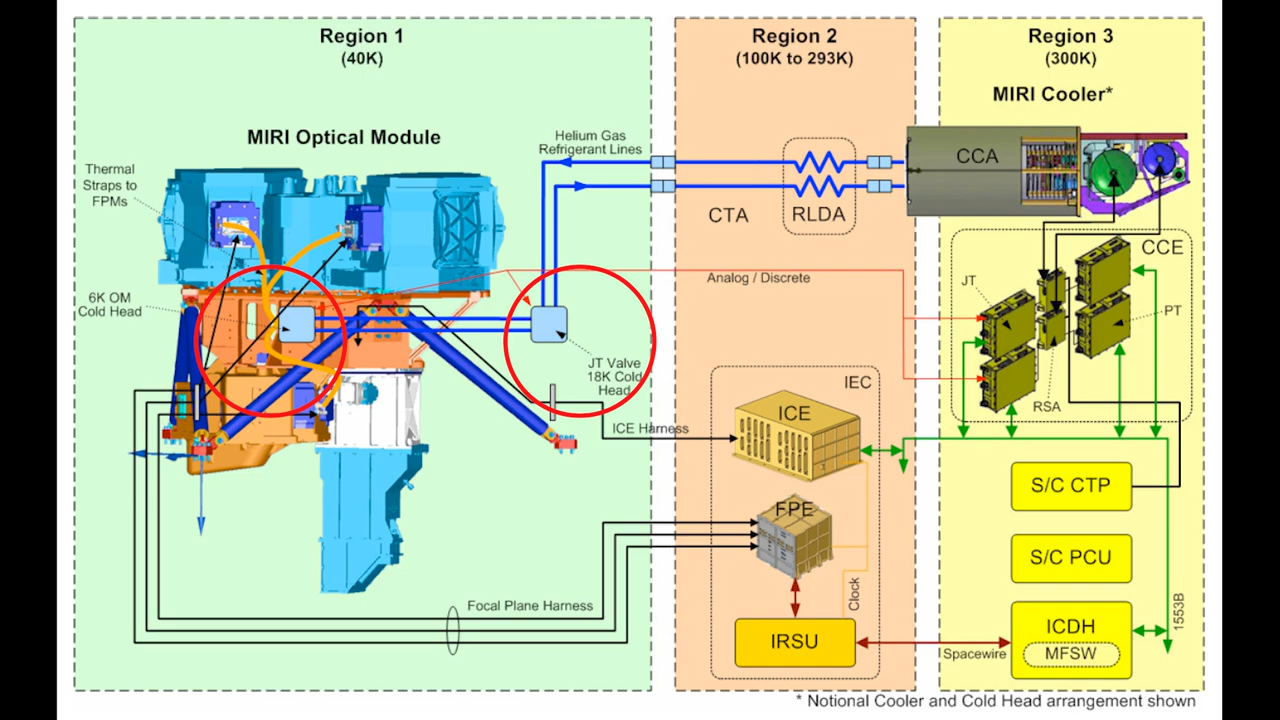 Region 1
(40K)
Region 2
(100K to 293K)
Region 3
(300K)
MIRI Cooler*
MIRI Optical Module
Helium Gas
Refrigerant Lines
Thermal
Straps to
FPMs
CCA
CTA
RLDA
CCE
Analog / Discrete
6K OM
Cold Head
JT
PT
JT Valve
18K Cold
Head
RSA
IEC
ICE
ICE Harness
S/C CTP
FPE
S/C PCU
Clock
Focal Plane Harness
1553B
IRSU
Spacewire
ICDH
MFSW
* Notional Cooler and Cold Head arrangement shown